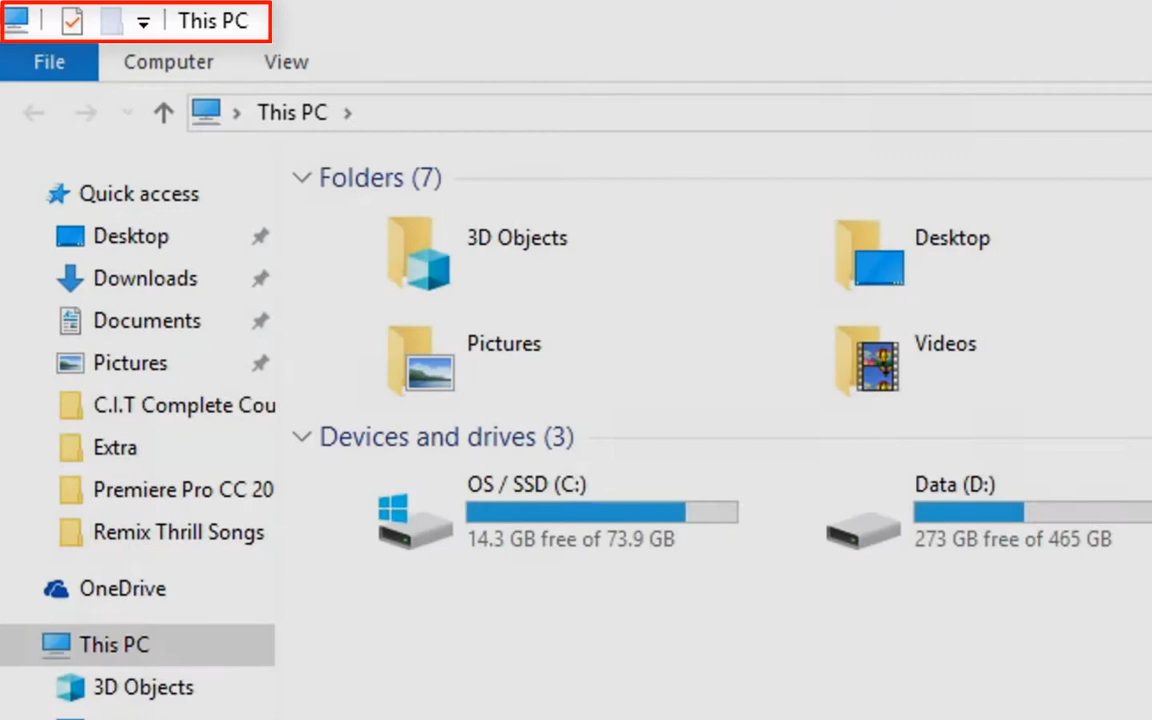 This PC
File Computer View
This PC
Quick access
Desktop
Downloads
Documents
Pictures
C.I.T Complete Cou
Extra
Premiere Pro CC 20
Remix Thrill Songs
OneDrive
This PC
3D Objects
Folders (7)
3D Objects
Desktop
Pictures
Videos
Devices and drives (3)
OS / SSD (C:)
14.3 GB free of 73.9 GB
Data (D:)
273 GB free of 465 GB